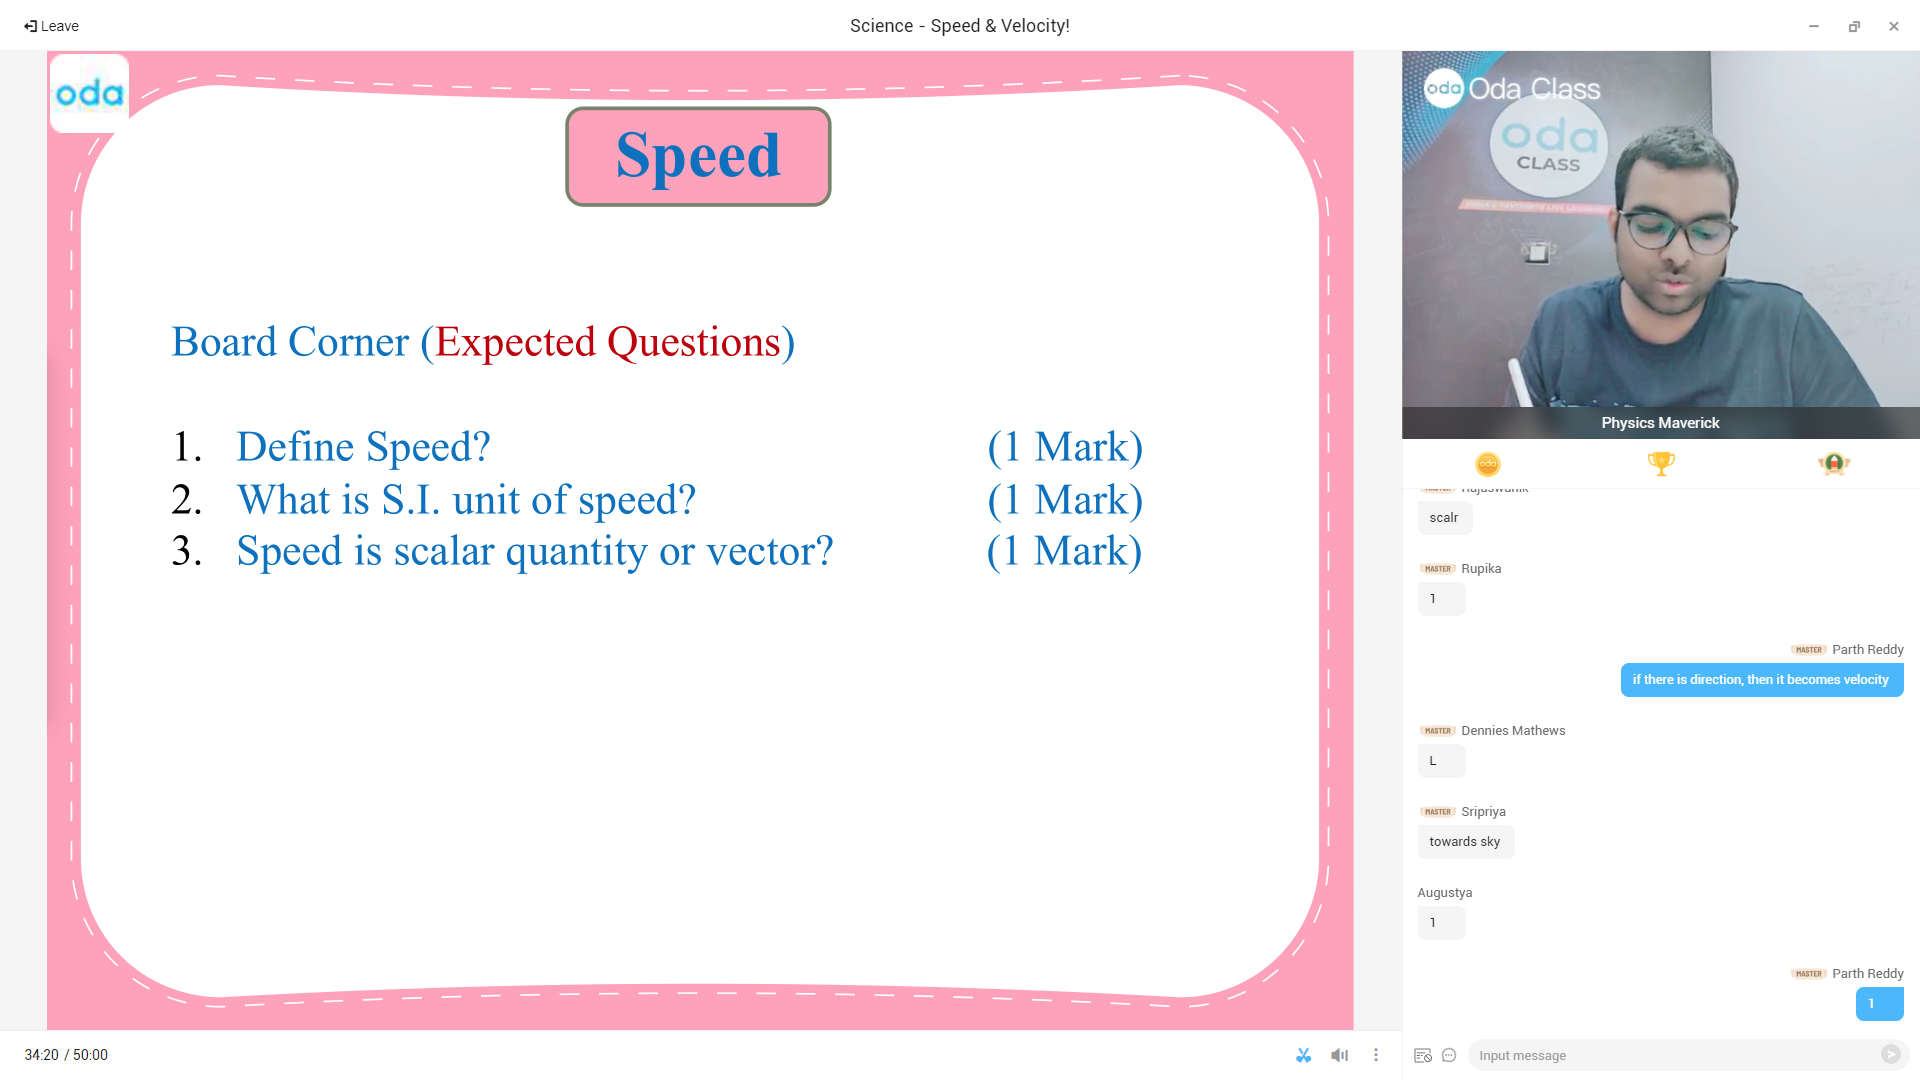 Leave
Science - Speed & Velocity!
oda
Speed
Board Corner (Expected Questions)
1. Define Speed? (1 Mark)
2. What is S.I. unit of speed? (1 Mark)
3. Speed is scalar quantity or vector? (1 Mark)
34:20 / 50:00
oda Oda Class
oda
CLASS
Physics Maverick
oda
scalr
MASTER Rupika
1
MASTER Parth Reddy
if there is direction, then it becomes velocity
MASTER Dennies Mathews
L
MASTER Sripriya
towards sky
Augustya
1
MASTER Parth Reddy
1
Input message